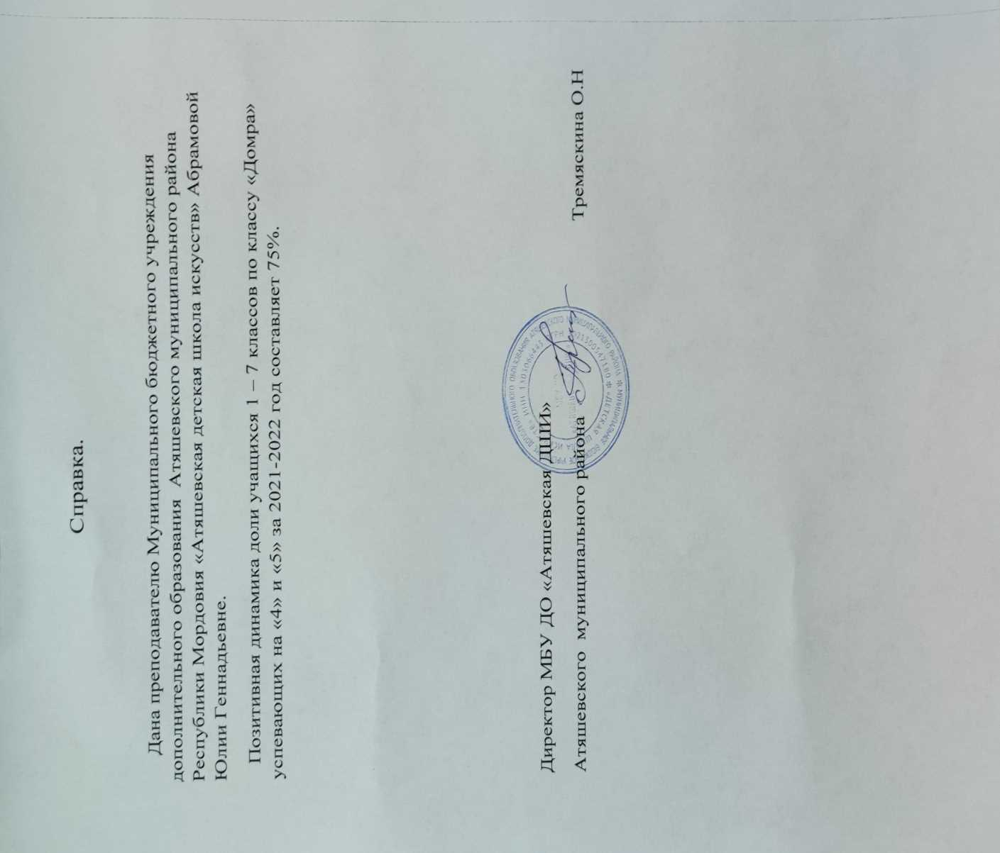 Справка.
Дана преподавателю Муниципального бюджетного учреждения
дополнительного образования Атяшевского муниципального района
Республики Мордовия «Атяшевская детская школа искусств» Абрамовой
Юлии Геннадьевне.
Позитивная динамика доли учащихся 1 – 7 классов по классу «Домра»
успевающих на «4» и «5» за 2021-2022 год составляет 75%.
Директор МБУ ДО «Атяшевская ДШИ»
Атяшевского муниципального района Тремяскина О.Н